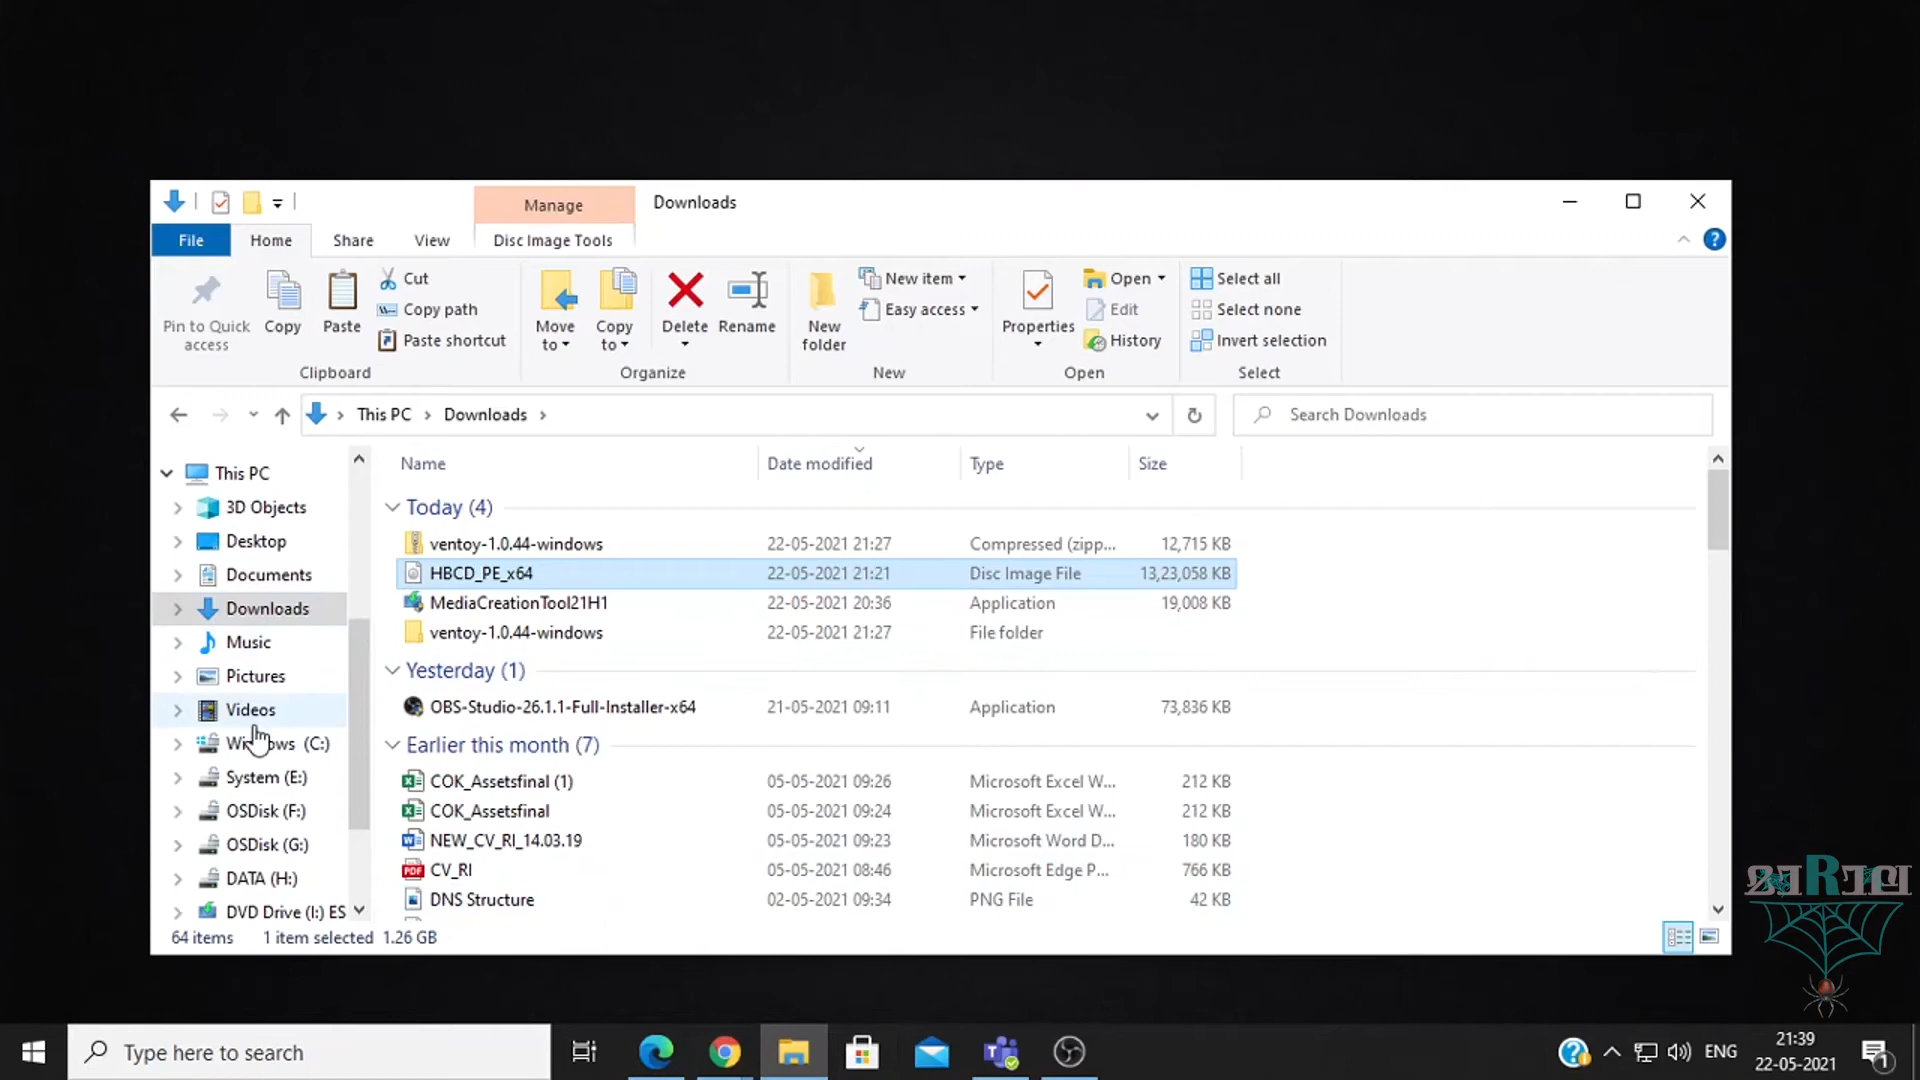 Manage
Downloads
File
Home
Share
View
Disc Image Tools
Pin to Quick access
Copy
Paste
Cut
Copy path
Paste shortcut
Clipboard
Move to
Copy to
Delete
Rename
Organize
New folder
New item
Easy access
New
Properties
Open
Edit
History
Open
Select all
Select none
Invert selection
Select
This PC
Downloads
Search Downloads
This PC
3D Objects
Desktop
Documents
Downloads
Music
Pictures
Videos
Windows (C:)
System (E:)
OSDisk (F:)
OSDisk (G:)
DATA (H:)
DVD Drive (I:) ES
Name Date modified Type Size
Today (4)
ventoy-1.0.44-windows 22-05-2021 21:27 Compressed (zipp... 12,715 KB
HBCD_PE_x64 22-05-2021 21:21 Disc Image File 13,23,058 KB
MediaCreationTool21H1 22-05-2021 20:36 Application 19,008 KB
ventoy-1.0.44-windows 22-05-2021 21:27 File folder
Yesterday (1)
OBS-Studio-26.1.1-Full-Installer-x64 21-05-2021 09:11 Application 73,836 KB
Earlier this month (7)
COK_Assetsfinal (1) 05-05-2021 09:26 Microsoft Excel W... 212 KB
COK_Assetsfinal 05-05-2021 09:24 Microsoft Excel W... 212 KB
NEW_CV_RI_14.03.19 05-05-2021 09:23 Microsoft Word D... 180 KB
CV_RI 05-05-2021 08:46 Microsoft Edge P... 766 KB
DNS Structure 02-05-2021 09:34 PNG File 42 KB
64 items 1 item selected 1.26 GB
Type here to search
ENG
21:39
22-05-2021
1